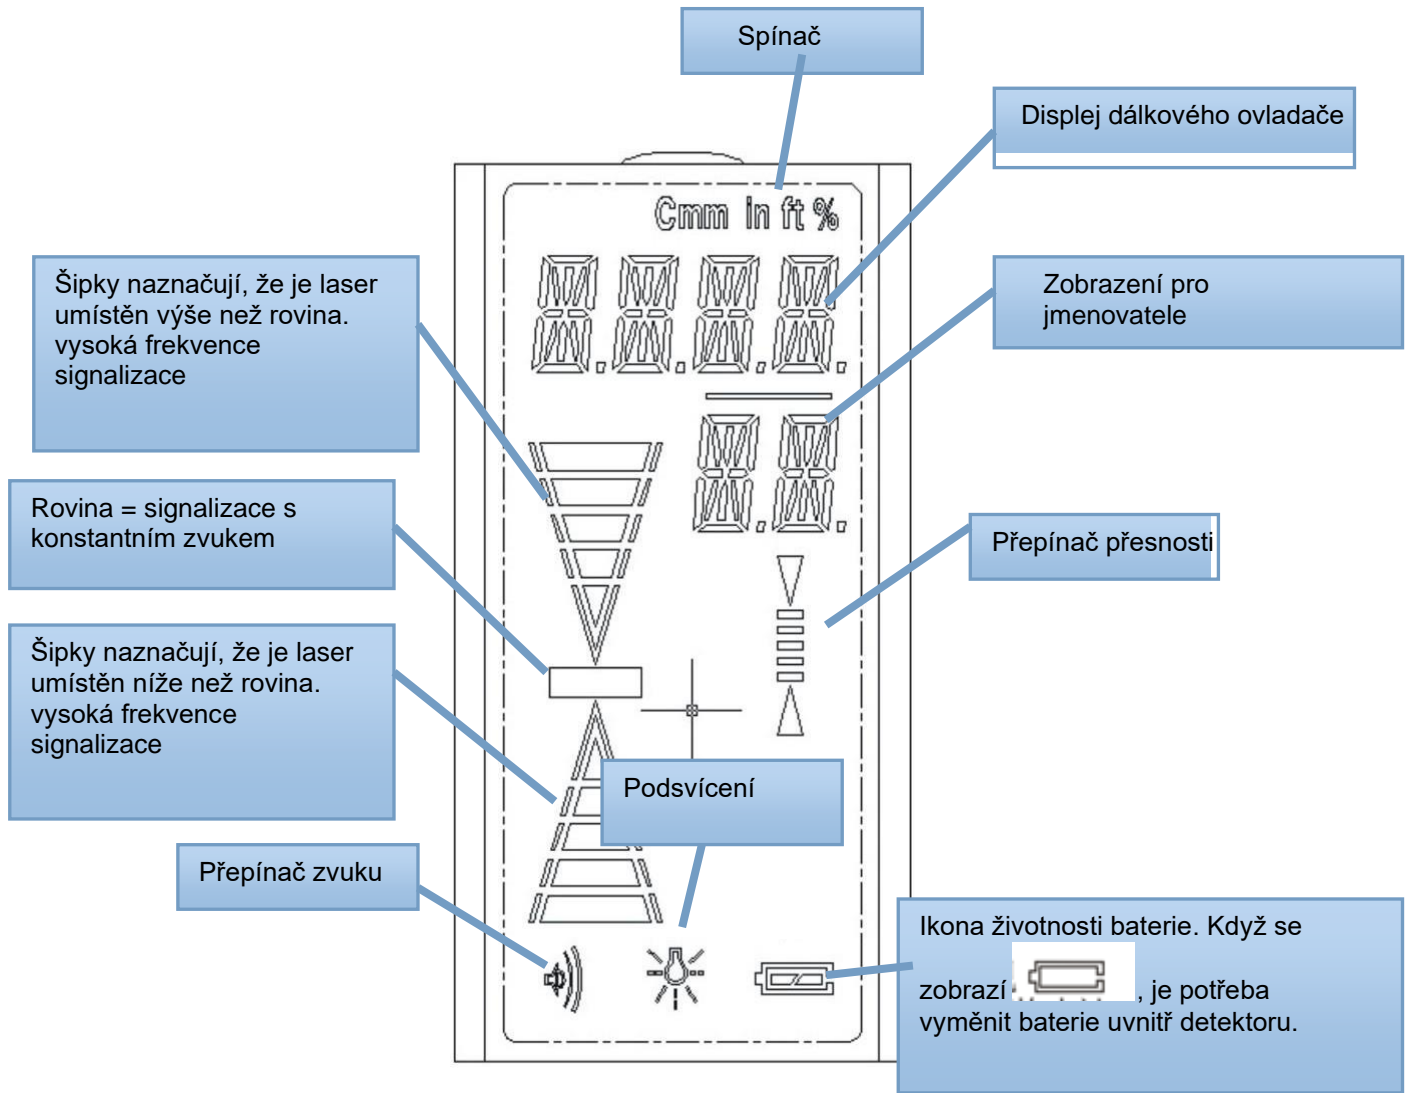 Spínač
Displej dálkového ovladače
Cmm in ft %
Šipky naznačují, že je laser
umístěn výše než rovina.
vysoká frekvence
signalizace
Zobrazení pro
jmenovatele
Rovina = signalizace s
konstantním zvukem
Přepínač přesnosti
Šipky naznačují, že je laser
umístěn níže než rovina.
vysoká frekvence
signalizace
Podsvícení
Přepínač zvuku
Ikona životnosti baterie. Když se
zobrazí , je potřeba
vyměnit baterie uvnitř detektoru.